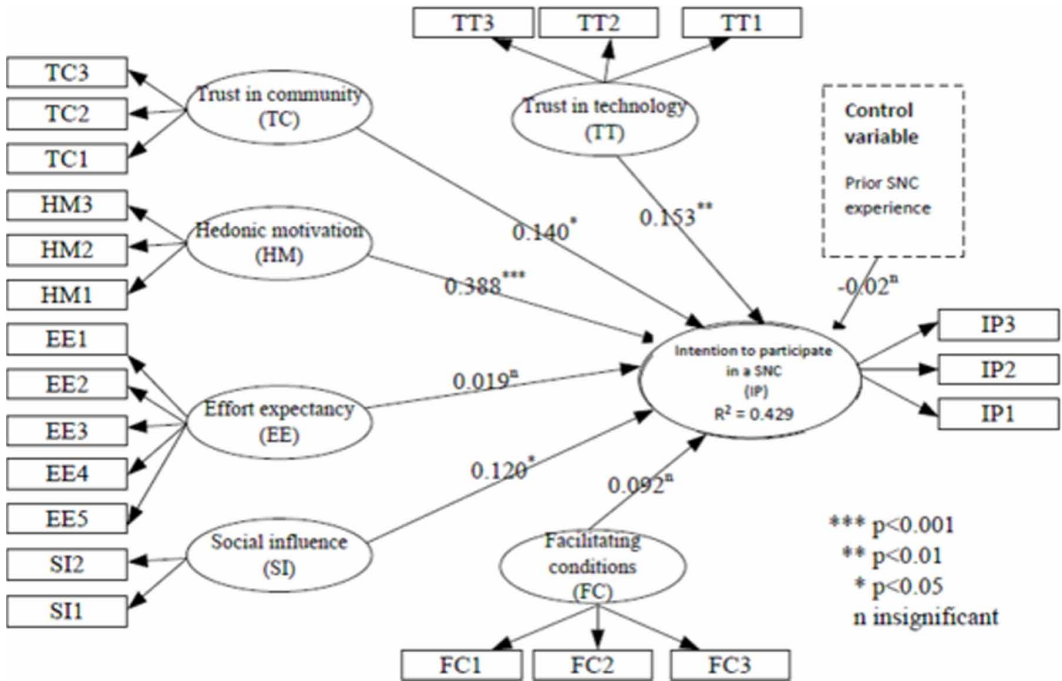 TT3
TT2
TT1
TC3
TC2
TC1
Trust in community
(TC)
Trust in technology
(TT)
Control
variable
Prior SNC
experience
HM3
HM2
HM1
Hedonic motivation
(HM)
0.140*
0.153**
0.388***
-0.02ⁿ
EE1
EE2
EE3
EE4
EE5
Effort expectancy
(EE)
0.019ⁿ
Intention to participate
in a SNC
(IP)
R² = 0.429
IP3
IP2
IP1
0.120*
0.092ⁿ
SI2
SI1
Social influence
(SI)
Facilitating
conditions
(FC)
FC1
FC2
FC3
*** p<0.001
** p<0.01
* p<0.05
n insignificant